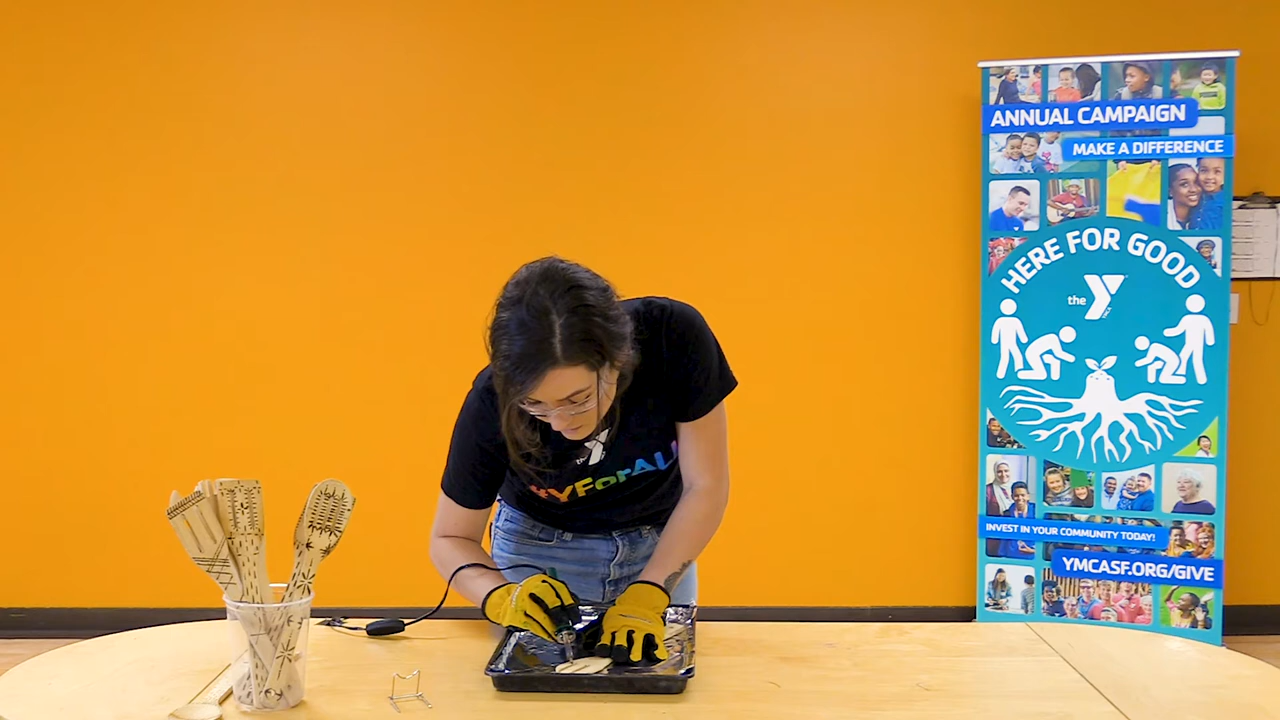 ANNUAL CAMPAIGN
MAKE A DIFFERENCE
HERE FOR GOOD
the Y
INVEST IN YOUR COMMUNITY TODAY!
YMCASF.ORG/GIVE
the Y
#YForALL